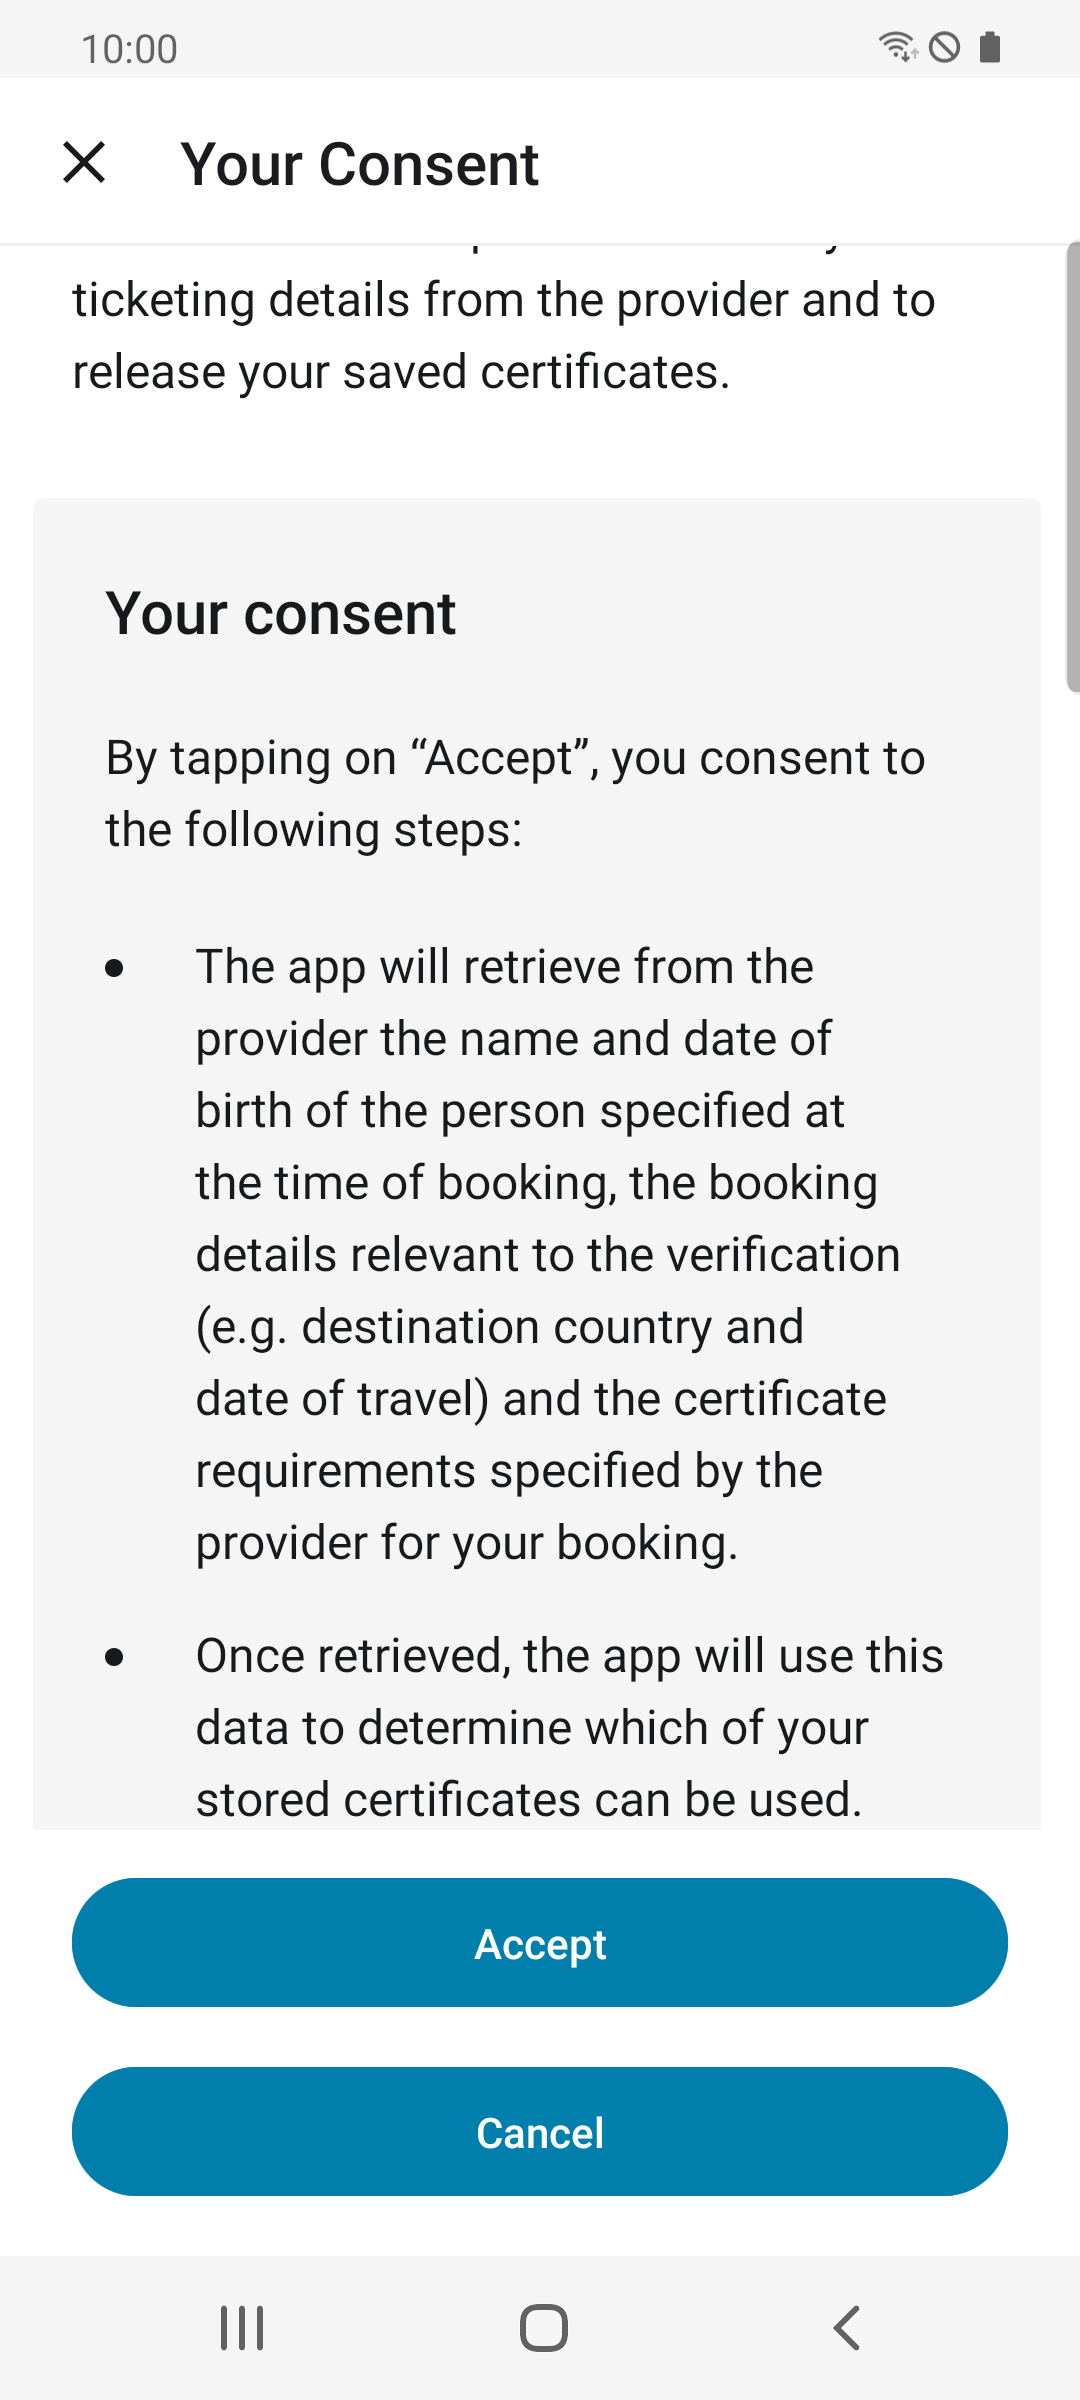 10:00
Your Consent
ticketing details from the provider and to
release your saved certificates.
Your consent
By tapping on “Accept”, you consent to
the following steps:
• The app will retrieve from the
provider the name and date of
birth of the person specified at
the time of booking, the booking
details relevant to the verification
(e.g. destination country and
date of travel) and the certificate
requirements specified by the
provider for your booking.
• Once retrieved, the app will use this
data to determine which of your
stored certificates can be used.
Accept
Cancel